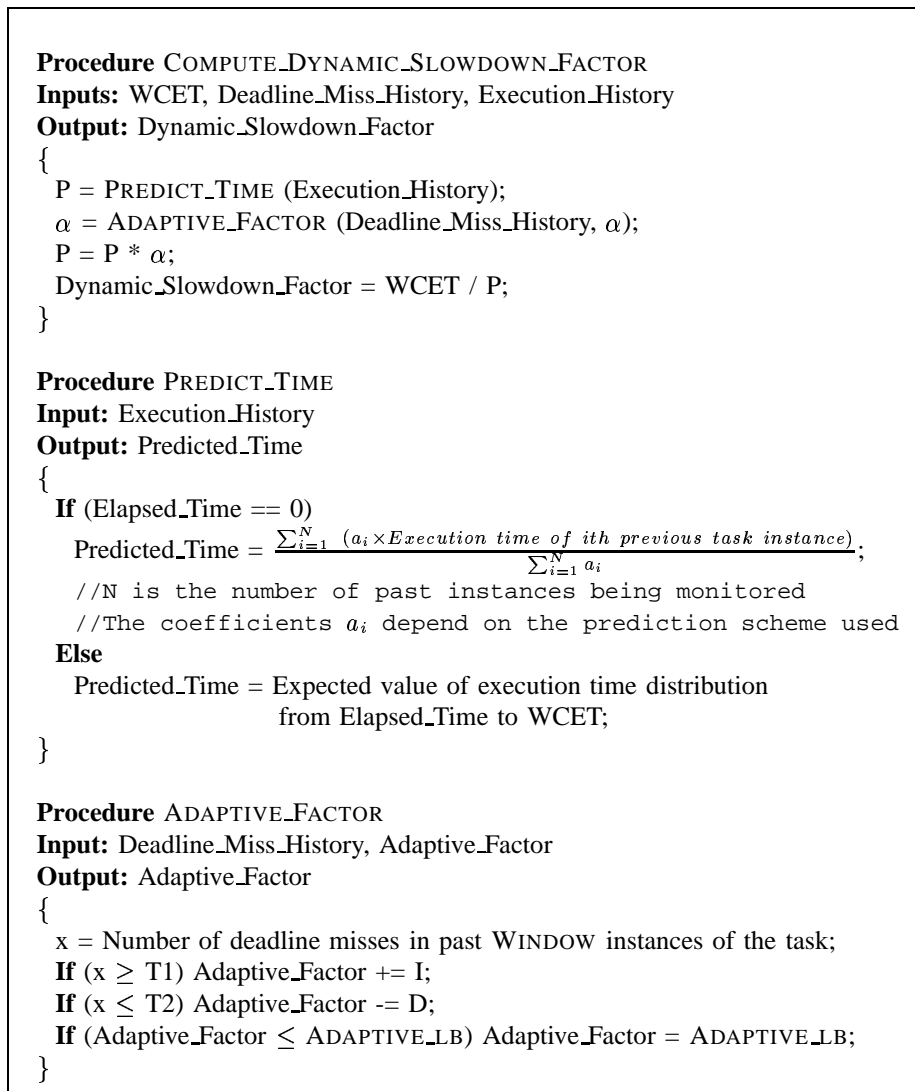 Procedure COMPUTE_DYNAMIC_SLOWDOWN_FACTOR
Inputs: WCET, Deadline_Miss_History, Execution_History
Output: Dynamic_Slowdown_Factor
{
P = PREDICT_TIME (Execution_History);
α = ADAPTIVE_FACTOR (Deadline_Miss_History, α);
P = P * α;
Dynamic_Slowdown_Factor = WCET / P;
}
Procedure PREDICT_TIME
Input: Execution_History
Output: Predicted_Time
{
If (Elapsed_Time == 0)
Predicted_Time = \frac{\sum_{i=1}^{N} (a_i × Execution time of ith previous task instance)}{\sum_{i=1}^{N} a_i};
//N is the number of past instances being monitored
//The coefficients a_i depend on the prediction scheme used
Else
Predicted_Time = Expected value of execution time distribution
from Elapsed_Time to WCET;
}
Procedure ADAPTIVE_FACTOR
Input: Deadline_Miss_History, Adaptive_Factor
Output: Adaptive_Factor
{
x = Number of deadline misses in past WINDOW instances of the task;
If (x ≥ T1) Adaptive_Factor += I;
If (x ≤ T2) Adaptive_Factor -= D;
If (Adaptive_Factor ≤ ADAPTIVE_LB) Adaptive_Factor = ADAPTIVE_LB;
}